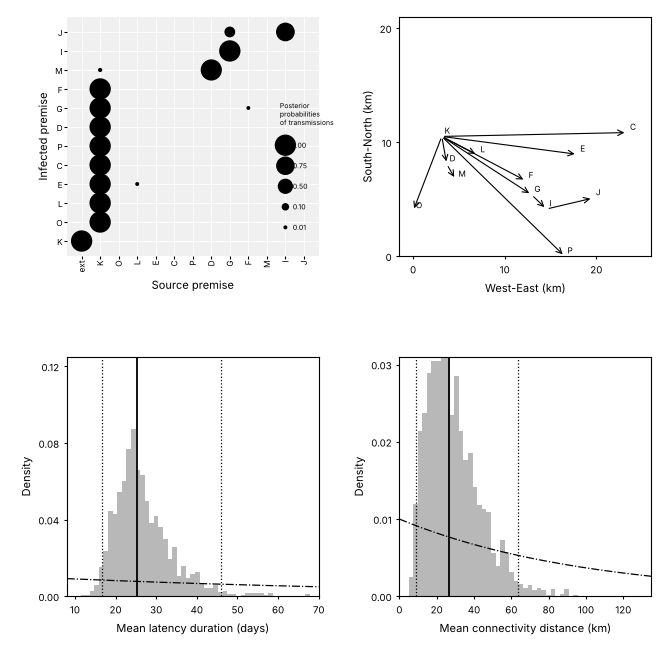 J
I
M
F
G
D
P
C
E
L
O
K
Infected premise
ext K O L E C P D G F M I J
Source premise
Posterior
probabilities
of transmissions
.00
0.75
0.50
0.10
0.01
20
10
0
South-North (km)
K
C
E
L
D
M
F
G
I
J
O
P
0 10 20
West-East (km)
0.12
0.08
0.04
0.00
Density
10 20 30 40 50 60 70
Mean latency duration (days)
0.03
0.02
0.01
0.00
Density
0 20 40 60 80 100 120
Mean connectivity distance (km)